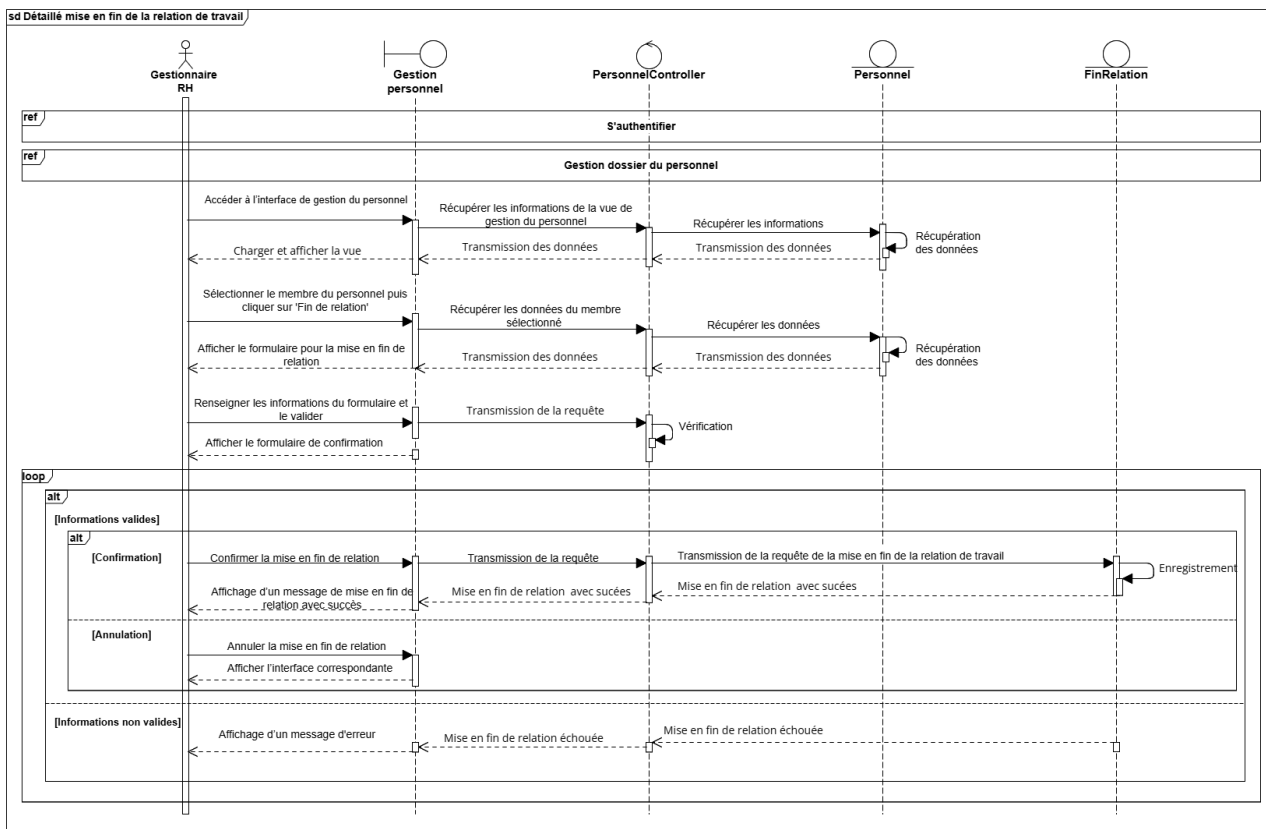 sd Détaillé mise en fin de la relation de travail
Gestionnaire
RH
Gestion
personnel
PersonnelController
Personnel
FinRelation
ref
S'authentifier
ref
Gestion dossier du personnel
Accéder à l'interface de gestion du personnel
Récupérer les informations de la vue de
gestion du personnel
Récupérer les informations
Récupération
des données
Charger et afficher la vue
Transmission des données
Transmission des données
Sélectionner le membre du personnel puis
cliquer sur 'Fin de relation'
Récupérer les données du membre
sélectionné
Récupérer les données
Récupération
des données
Afficher le formulaire pour la mise en fin de
relation
Transmission des données
Transmission des données
Renseigner les informations du formulaire et
le valider
Transmission de la requête
Vérification
Afficher le formulaire de confirmation
loop
alt
[Informations valides]
alt
[Confirmation]
Confirmer la mise en fin de relation
Transmission de la requête
Transmission de la requête de la mise en fin de la relation de travail
Enregistrement
Affichage d'un message de mise en fin de
relation avec succès
Mise en fin de relation avec sucées
Mise en fin de relation avec sucées
[Annulation]
Annuler la mise en fin de relation
Afficher l'interface correspondante
[Informations non valides]
Affichage d'un message d'erreur
Mise en fin de relation échouée
Mise en fin de relation échouée